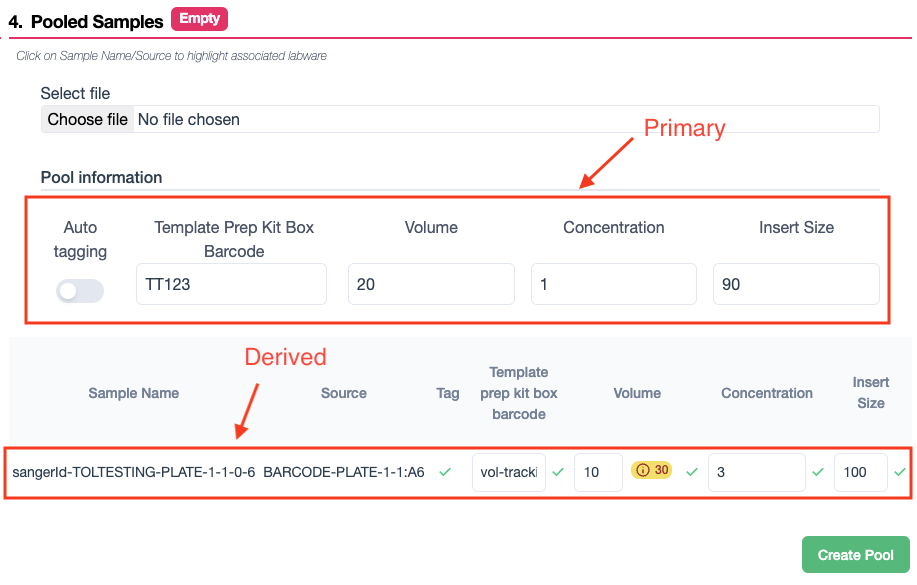 4. Pooled Samples Empty
Click on Sample Name/Source to highlight associated labware
Select file
Choose file No file chosen
Primary
Pool information
Auto tagging
Template Prep Kit Box Barcode
Volume
Concentration
Insert Size
TT123
20
1
90
Derived
Sample Name
Source
Tag
Template prep kit box barcode
Volume
Concentration
Insert Size
sangerId-TOLTESTING-PLATE-1-1-0-6 BARCODE-PLATE-1-1:A6 vol-tracki 10 30 3 100
Create Pool